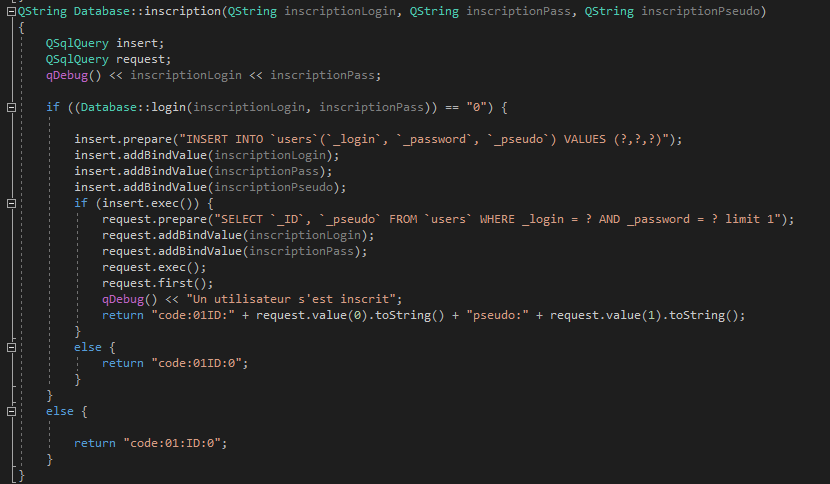 QString Database::inscription(QString inscriptionLogin, QString inscriptionPass, QString inscriptionPseudo)
{
QSqlQuery insert;
QSqlQuery request;
qDebug() << inscriptionLogin << inscriptionPass;
if ((Database::login(inscriptionLogin, inscriptionPass)) == "0") {
insert.prepare("INSERT INTO `users`(`_login`, `_password`, `_pseudo`) VALUES (?,?,?)");
insert.addBindValue(inscriptionLogin);
insert.addBindValue(inscriptionPass);
insert.addBindValue(inscriptionPseudo);
if (insert.exec()) {
request.prepare("SELECT `_ID`, `_pseudo` FROM `users` WHERE _login = ? AND _password = ? limit 1");
request.addBindValue(inscriptionLogin);
request.addBindValue(inscriptionPass);
request.exec();
request.first();
qDebug() << "Un utilisateur s'est inscrit";
return "code:01ID:" + request.value(0).toString() + "pseudo:" + request.value(1).toString();
}
else {
return "code:01ID:0";
}
}
else {
return "code:01:ID:0";
}
}